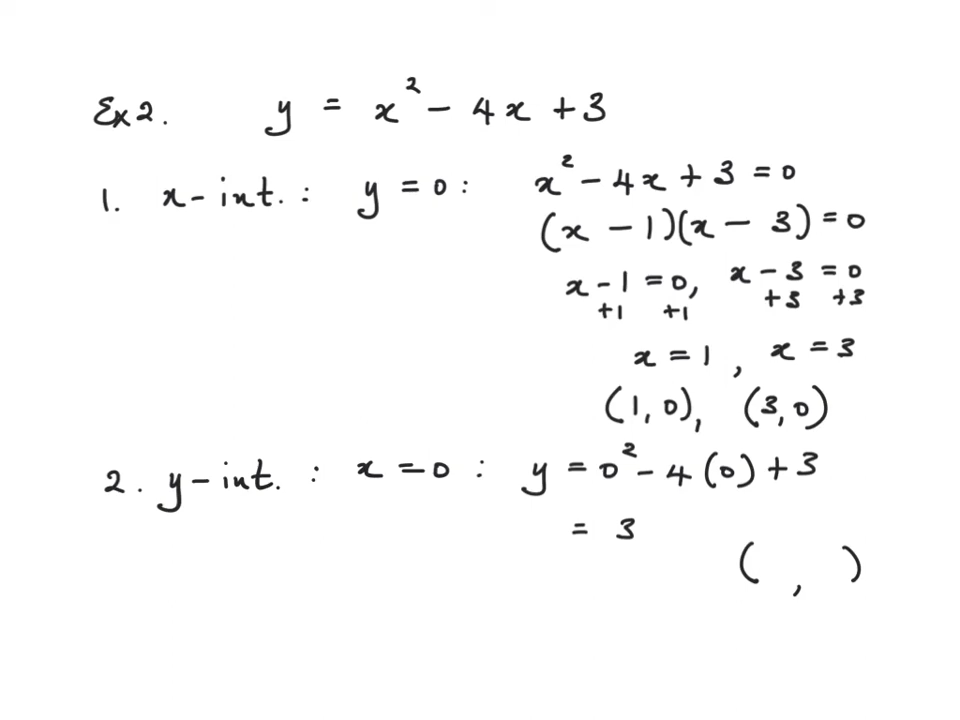 Ex 2. y = x² - 4x + 3
1. x-int. : y = 0 : x² - 4x + 3 = 0
(x - 1)(x - 3) = 0
x - 1 = 0, x - 3 = 0
+1 +1 +3 +3
x = 1, x = 3
(1, 0), (3, 0)
2. y-int. : x = 0 : y = 0² - 4(0) + 3
= 3
( , )